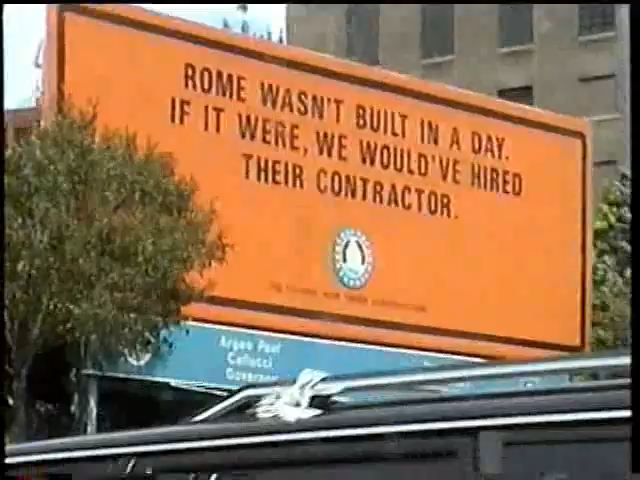 ROME WASN'T BUILT IN A DAY.
IF IT WERE, WE WOULD'VE HIRED
THEIR CONTRACTOR.
Argeo Paul
Cellucci
Governor